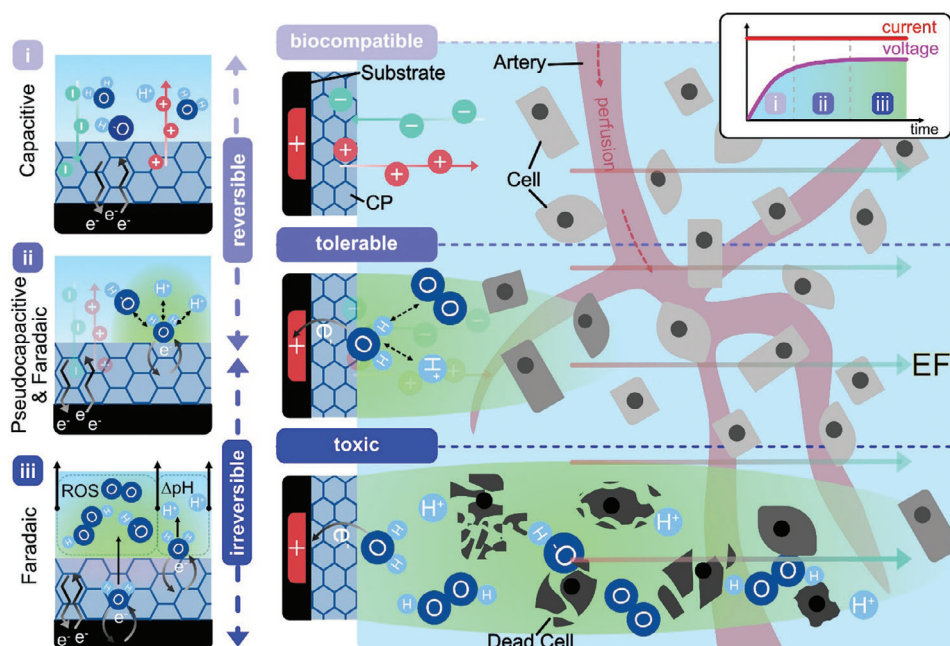 i
Capacitive
H
H
O
H+
H
H
O
O
−
−
+
+
e-
e-
e-
reversible
ii
Pseudocapacitive
& Faradaic
H+
O
H
H
H+
H+
O
−
−
+
+
e-
e-
e-
irreversible
iii
Faradaic
ROS
ΔpH
O
O
H+
H+
H
O
O
O
H
H
O
H
e-
H
O
H
e-
e-
e-
biocompatible
Substrate
CP
+
−
−
−
+
+
+
Artery
perfusion
Cell
current
voltage
i
ii
iii
time
tolerable
+
e-
O
H
H
O
O
H+
−
−
+
+
EF
toxic
+
e-
O
H
H
H+
H
O
H+
H
O
O
H
O
O
H
O
O
H
H+
Dead Cell